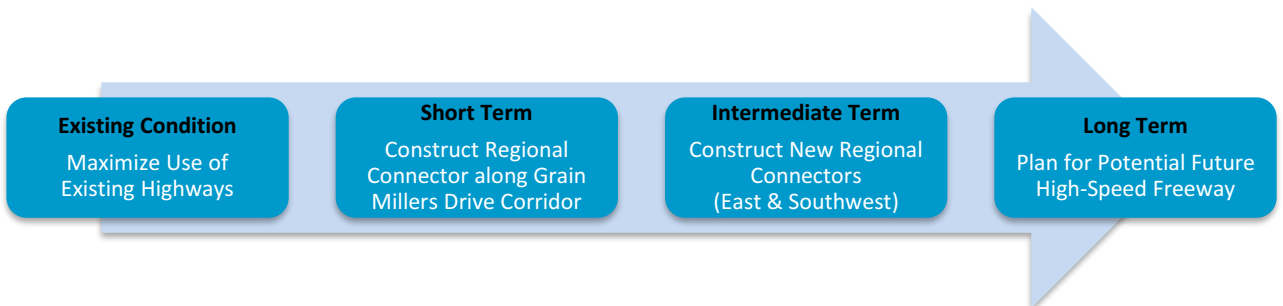 Existing Condition
Maximize Use of
Existing Highways
Short Term
Construct Regional
Connector along Grain
Millers Drive Corridor
Intermediate Term
Construct New Regional
Connectors
(East & Southwest)
Long Term
Plan for Potential Future
High-Speed Freeway